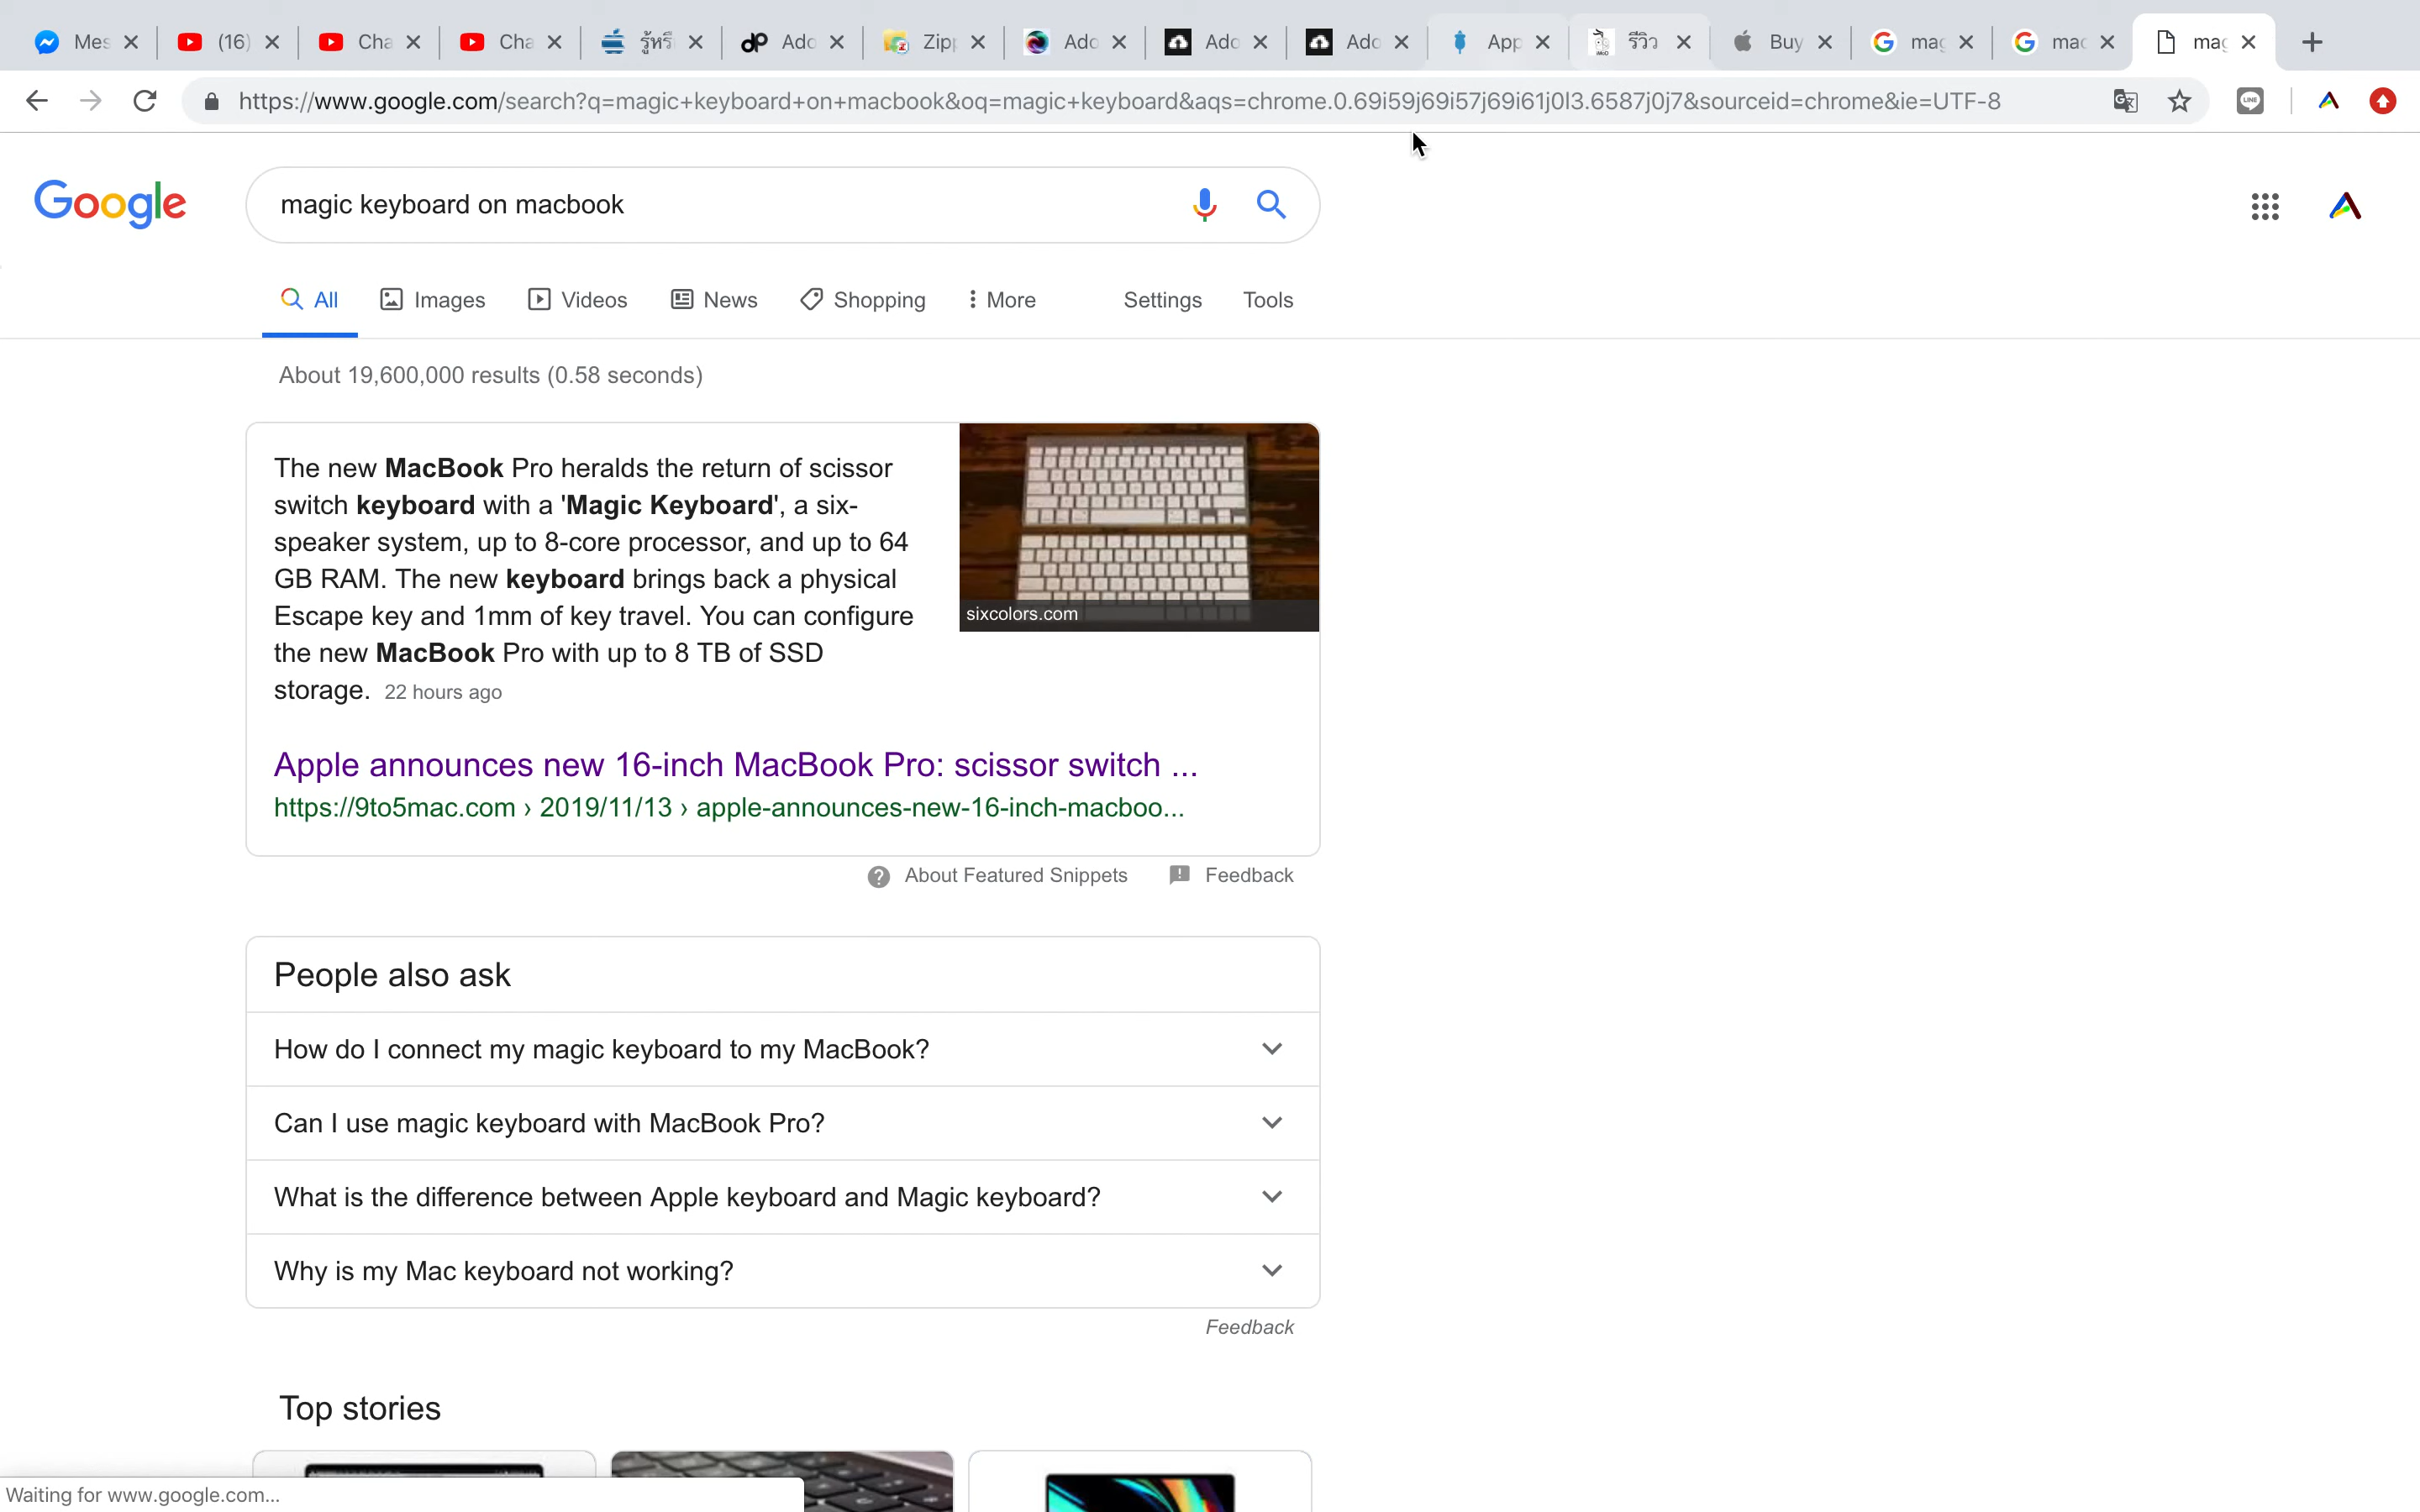 Mes
(16)
Cha
Cha
รู้หรื
Ado
Zip
Ado
Ado
Ado
App
รีวิว
Buy
mag
mac
mag
https://www.google.com/search?q=magic+keyboard+on+macbook&oq=magic+keyboard&aqs=chrome.0.69i59j69i57j69i61j0l3.6587j0j7&sourceid=chrome&ie=UTF-8
LINE
Google
magic keyboard on macbook
All Images Videos News Shopping More Settings Tools
About 19,600,000 results (0.58 seconds)
The new MacBook Pro heralds the return of scissor
switch keyboard with a 'Magic Keyboard', a six-
speaker system, up to 8-core processor, and up to 64
GB RAM. The new keyboard brings back a physical
Escape key and 1mm of key travel. You can configure
the new MacBook Pro with up to 8 TB of SSD
storage. 22 hours ago
sixcolors.com
Apple announces new 16-inch MacBook Pro: scissor switch ...
https://9to5mac.com › 2019/11/13 › apple-announces-new-16-inch-macboo...
About Featured Snippets Feedback
People also ask
How do I connect my magic keyboard to my MacBook?
Can I use magic keyboard with MacBook Pro?
What is the difference between Apple keyboard and Magic keyboard?
Why is my Mac keyboard not working?
Feedback
Top stories
Waiting for www.google.com...